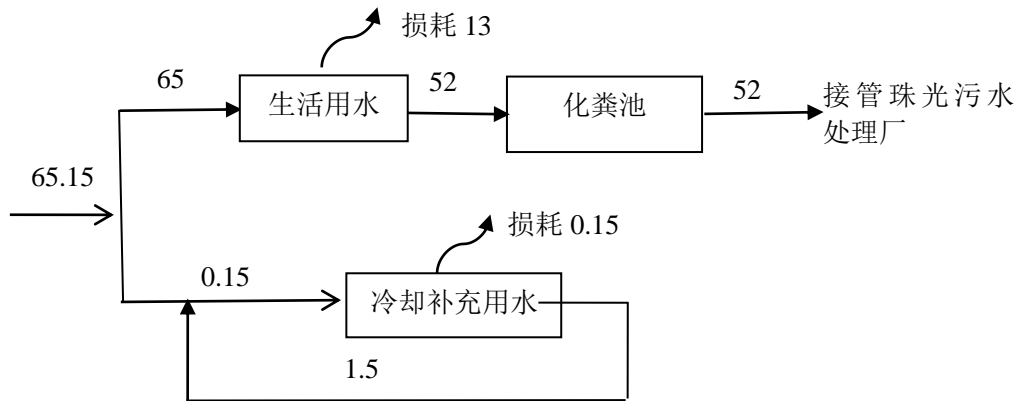 损耗 13
65
生活用水
52
化粪池
52
接管珠光污水
处理厂
65.15
损耗 0.15
0.15
冷却补充用水
1.5